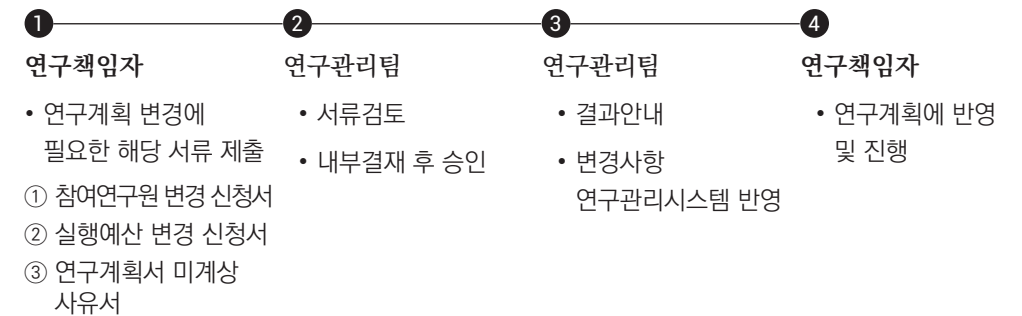 1
연구책임자
• 연구계획 변경에
필요한 해당 서류 제출
① 참여연구원 변경 신청서
② 실행예산 변경 신청서
③ 연구계획서 미계상
사유서
2
연구관리팀
• 서류검토
• 내부결재 후 승인
3
연구관리팀
• 결과안내
• 변경사항
연구관리시스템 반영
4
연구책임자
• 연구계획에 반영
및 진행